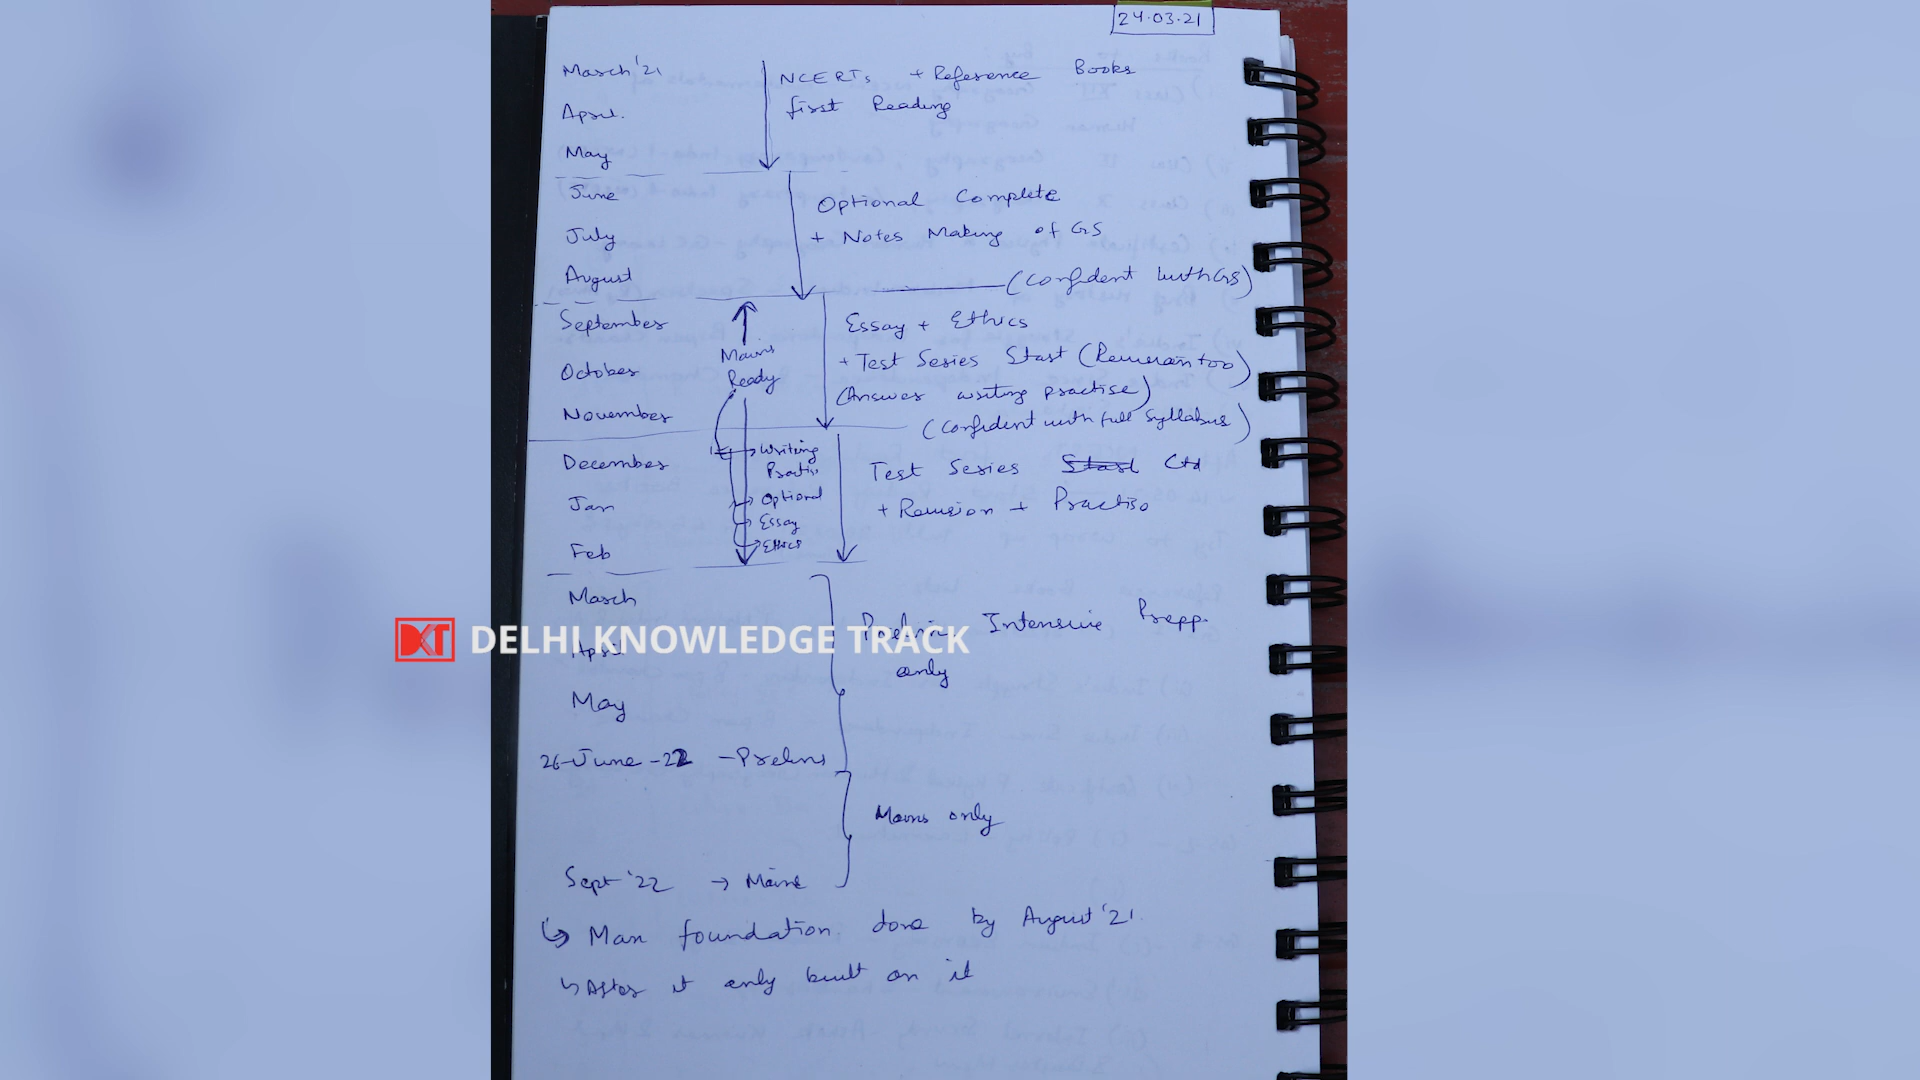 24.03.21
March '21
NCERTs + Reference Books
April.
first Reading
May
June
Optional Complete
July
+ Notes Making of GS
August
(Confident with GS)
September
Essay + Ethics
Mains
Ready
+ Test Series Start (Revision too)
October
(Answer writing practise)
November
(Confident with full Syllabus)
December
Writing
Practise
Test Series Start Ctd
Jan
Optional
+ Revision + Practise
Essay
Feb
Ethics
March
Prelim Intensive Prepp.
DKT DELHI KNOWLEDGE TRACK
April
only
May
26-June-22 - Prelims
Mains only
Sept '22 → Mains
↳ Main foundation done by August '21.
↳ After it only built on it